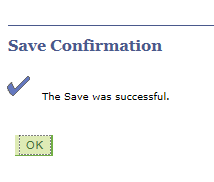 Save Confirmation
The Save was successful.
OK